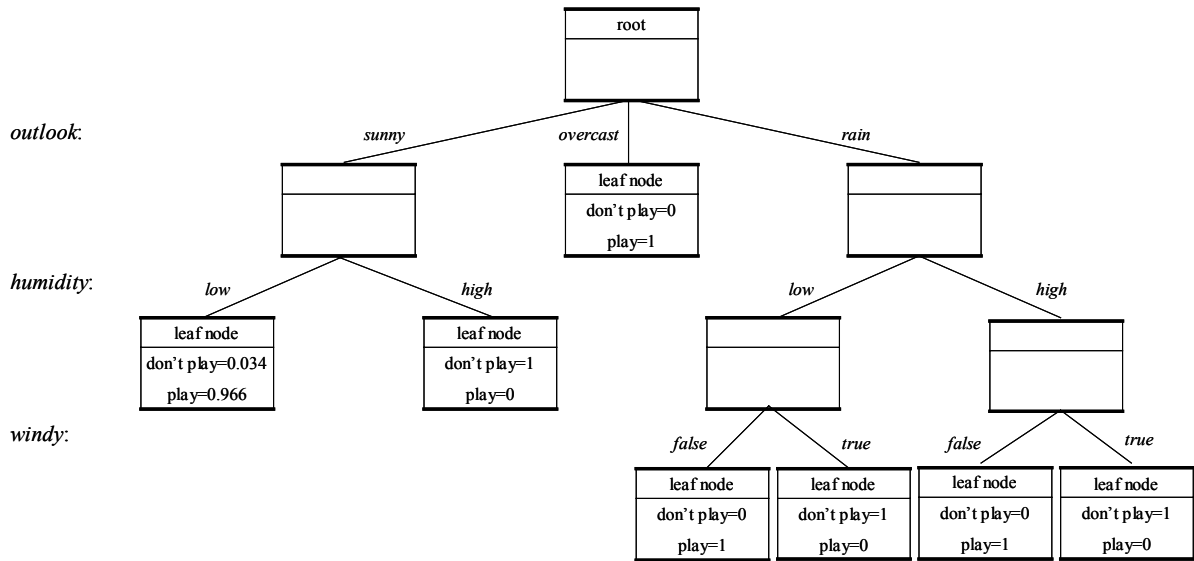 root
outlook:
sunny
overcast
rain
leaf node
don't play=0
play=1
humidity:
low
high
low
high
leaf node
don't play=0.034
play=0.966
leaf node
don't play=1
play=0
windy:
false
true
false
true
leaf node
don't play=0
play=1
leaf node
don't play=1
play=0
leaf node
don't play=0
play=1
leaf node
don't play=1
play=0